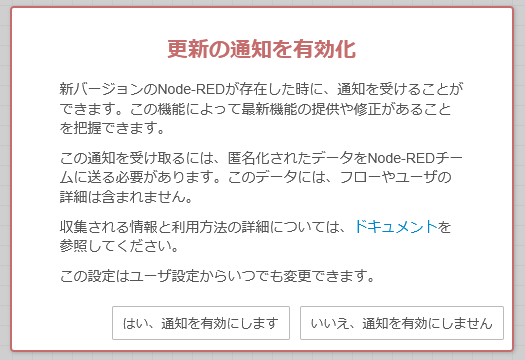 更新の通知を有効化
新バージョンのNode-REDが存在した時に、通知を受けることが
できます。この機能によって最新機能の提供や修正があること
を把握できます。
この通知を受け取るには、匿名化されたデータをNode-REDチー
ムに送る必要があります。このデータには、フローやユーザの
詳細は含まれません。
収集される情報と利用方法の詳細については、ドキュメントを
参照してください。
この設定はユーザ設定からいつでも変更できます。
はい、通知を有効にします
いいえ、通知を有効にしません